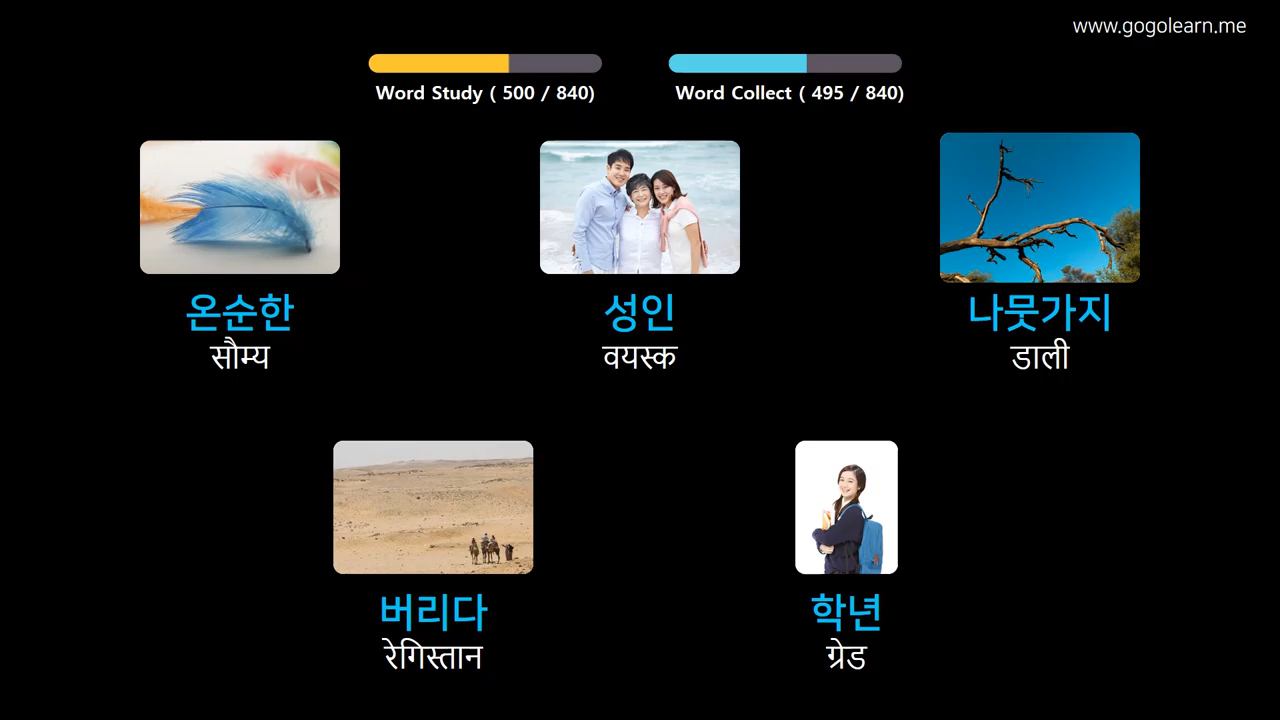 www.gogolearn.me
Word Study ( 500 / 840)
Word Collect ( 495 / 840)
온순한
सौम्य
성인
वयस्क
나뭇가지
डाली
버리다
रेगिस्तान
학년
ग्रेड